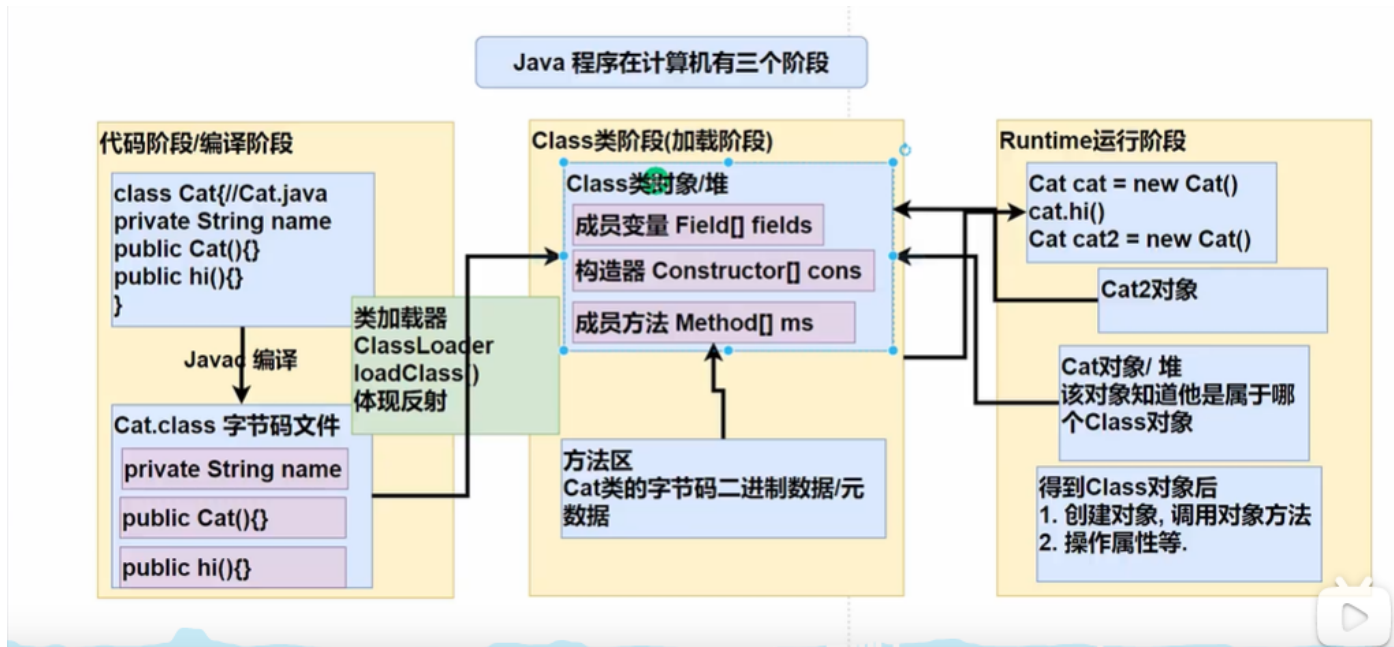 Java 程序在计算机有三个阶段
代码阶段/编译阶段
class Cat{//Cat.java
private String name
public Cat(){}
public hi(){}
}
Javac 编译
Cat.class 字节码文件
private String name
public Cat(){}
public hi(){}
类加载器
ClassLoader
loadClass()
体现反射
Class类阶段(加载阶段)
Class类对象/堆
成员变量 Field[] fields
构造器 Constructor[] cons
成员方法 Method[] ms
方法区
Cat类的字节码二进制数据/元
数据
Runtime运行阶段
Cat cat = new Cat()
cat.hi()
Cat cat2 = new Cat()
Cat2对象
Cat对象/ 堆
该对象知道他是属于哪
个Class对象
得到Class对象后
1. 创建对象, 调用对象方法
2. 操作属性等.